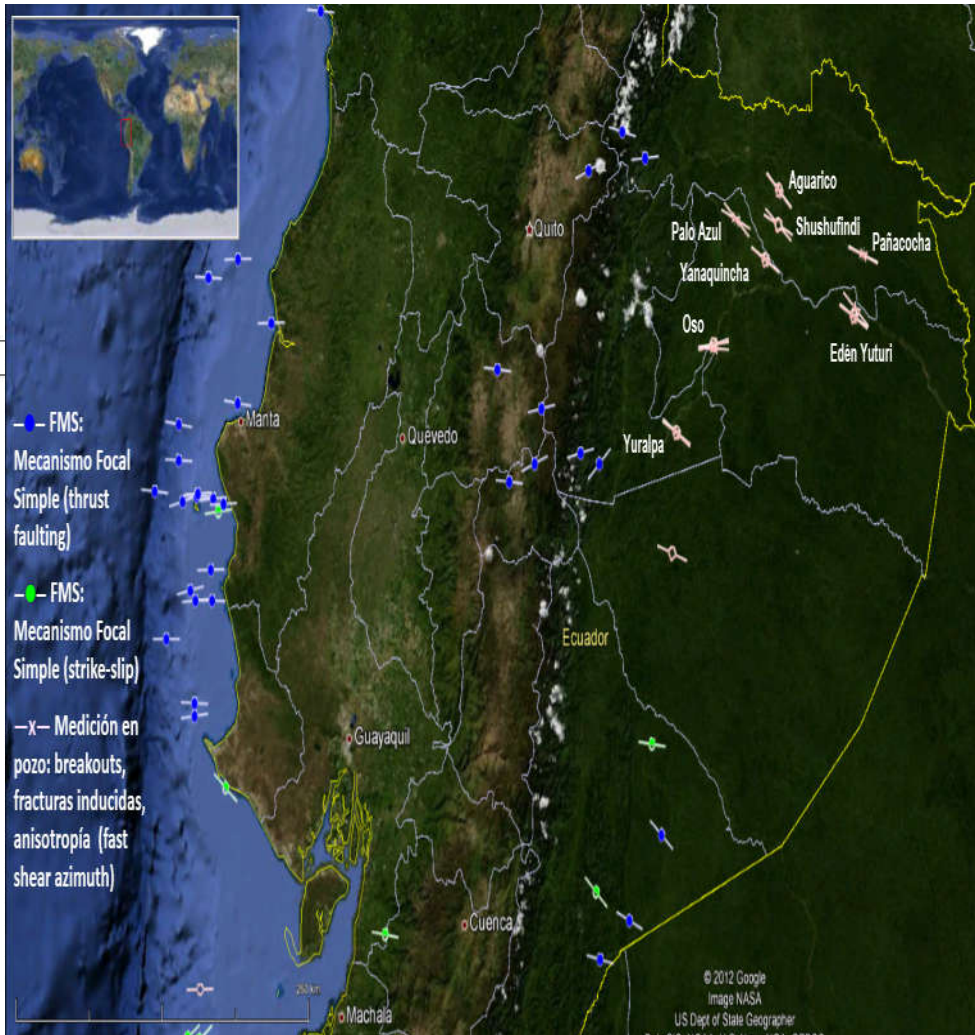 Aguarico
Shushufindi
Palo Azul
Pañacocha
Yanaquincha
Quito
Oso
Edén Yuturi
Manta
Quevedo
Yuralpa
FMS:
Mecanismo Focal
Simple (thrust
faulting)
FMS:
Mecanismo Focal
Simple (strike-slip)
Ecuador
–x– Medición en
pozo: breakouts,
fracturas inducidas,
anisotropía (fast
shear azimuth)
Guayaquil
Cuenca
Machala
© 2012 Google
Image NASA
US Dept of State Geographer